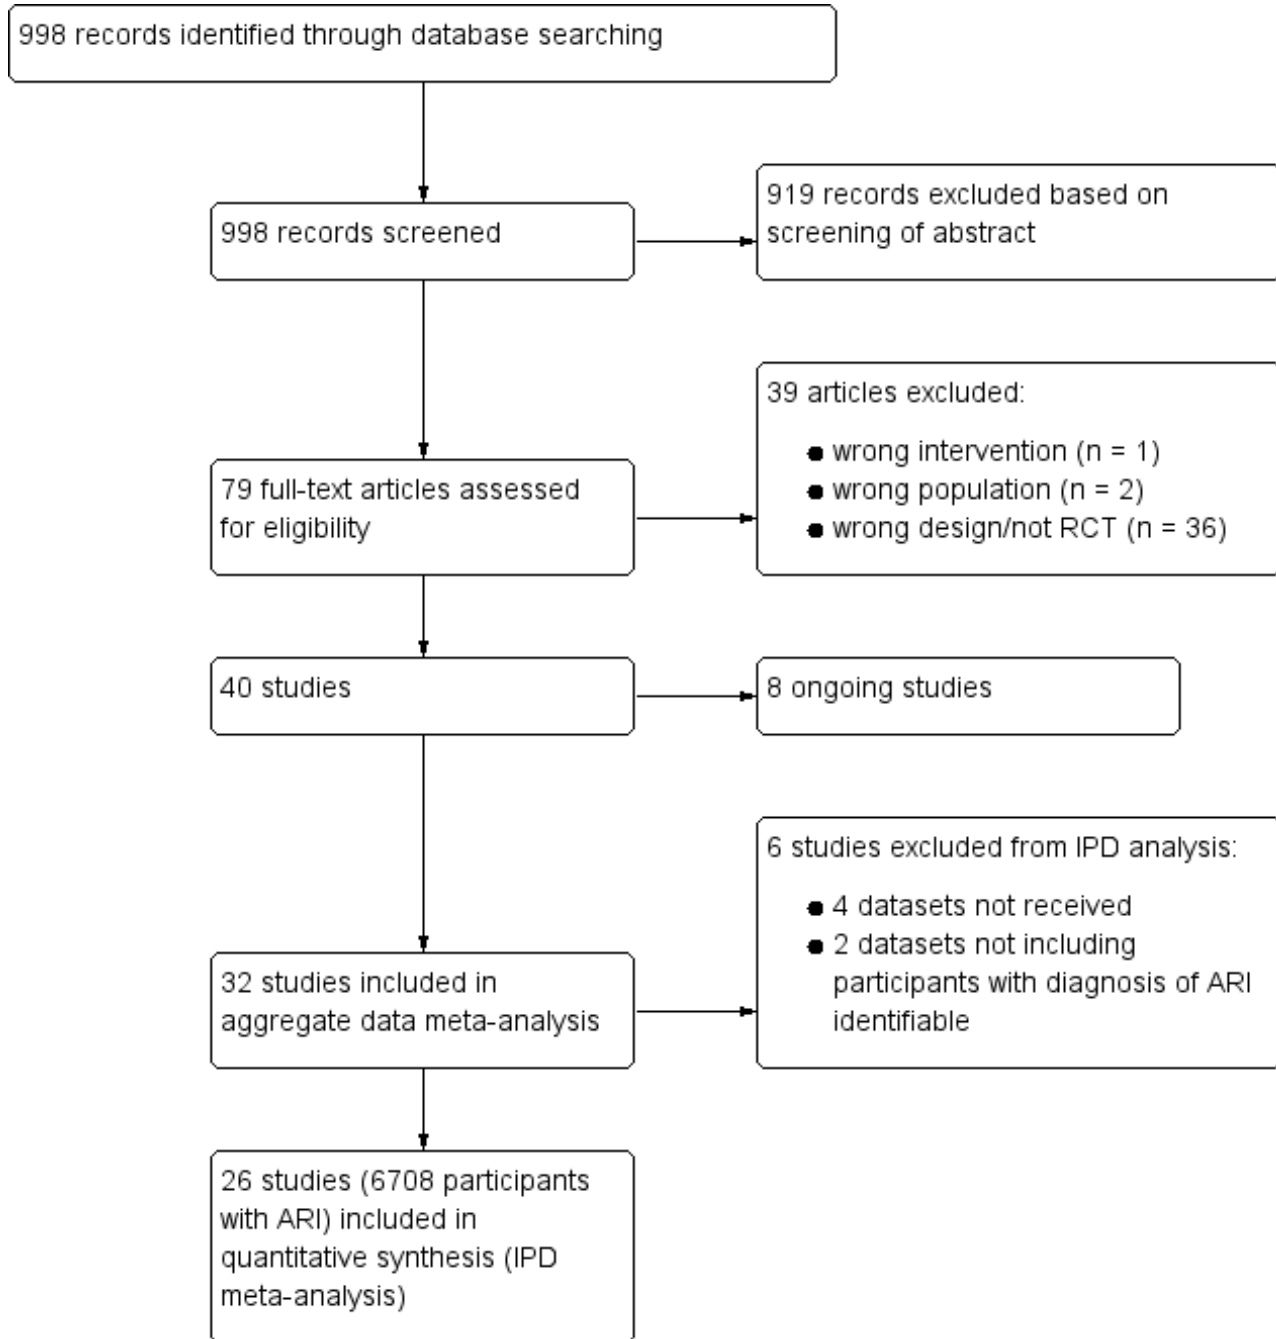 998 records identified through database searching
998 records screened
919 records excluded based on
screening of abstract
79 full-text articles assessed
for eligibility
39 articles excluded:
● wrong intervention (n = 1)
● wrong population (n = 2)
● wrong design/not RCT (n = 36)
40 studies
8 ongoing studies
32 studies included in
aggregate data meta-analysis
6 studies excluded from IPD analysis:
● 4 datasets not received
● 2 datasets not including
participants with diagnosis of ARI
identifiable
26 studies (6708 participants
with ARI) included in
quantitative synthesis (IPD
meta-analysis)